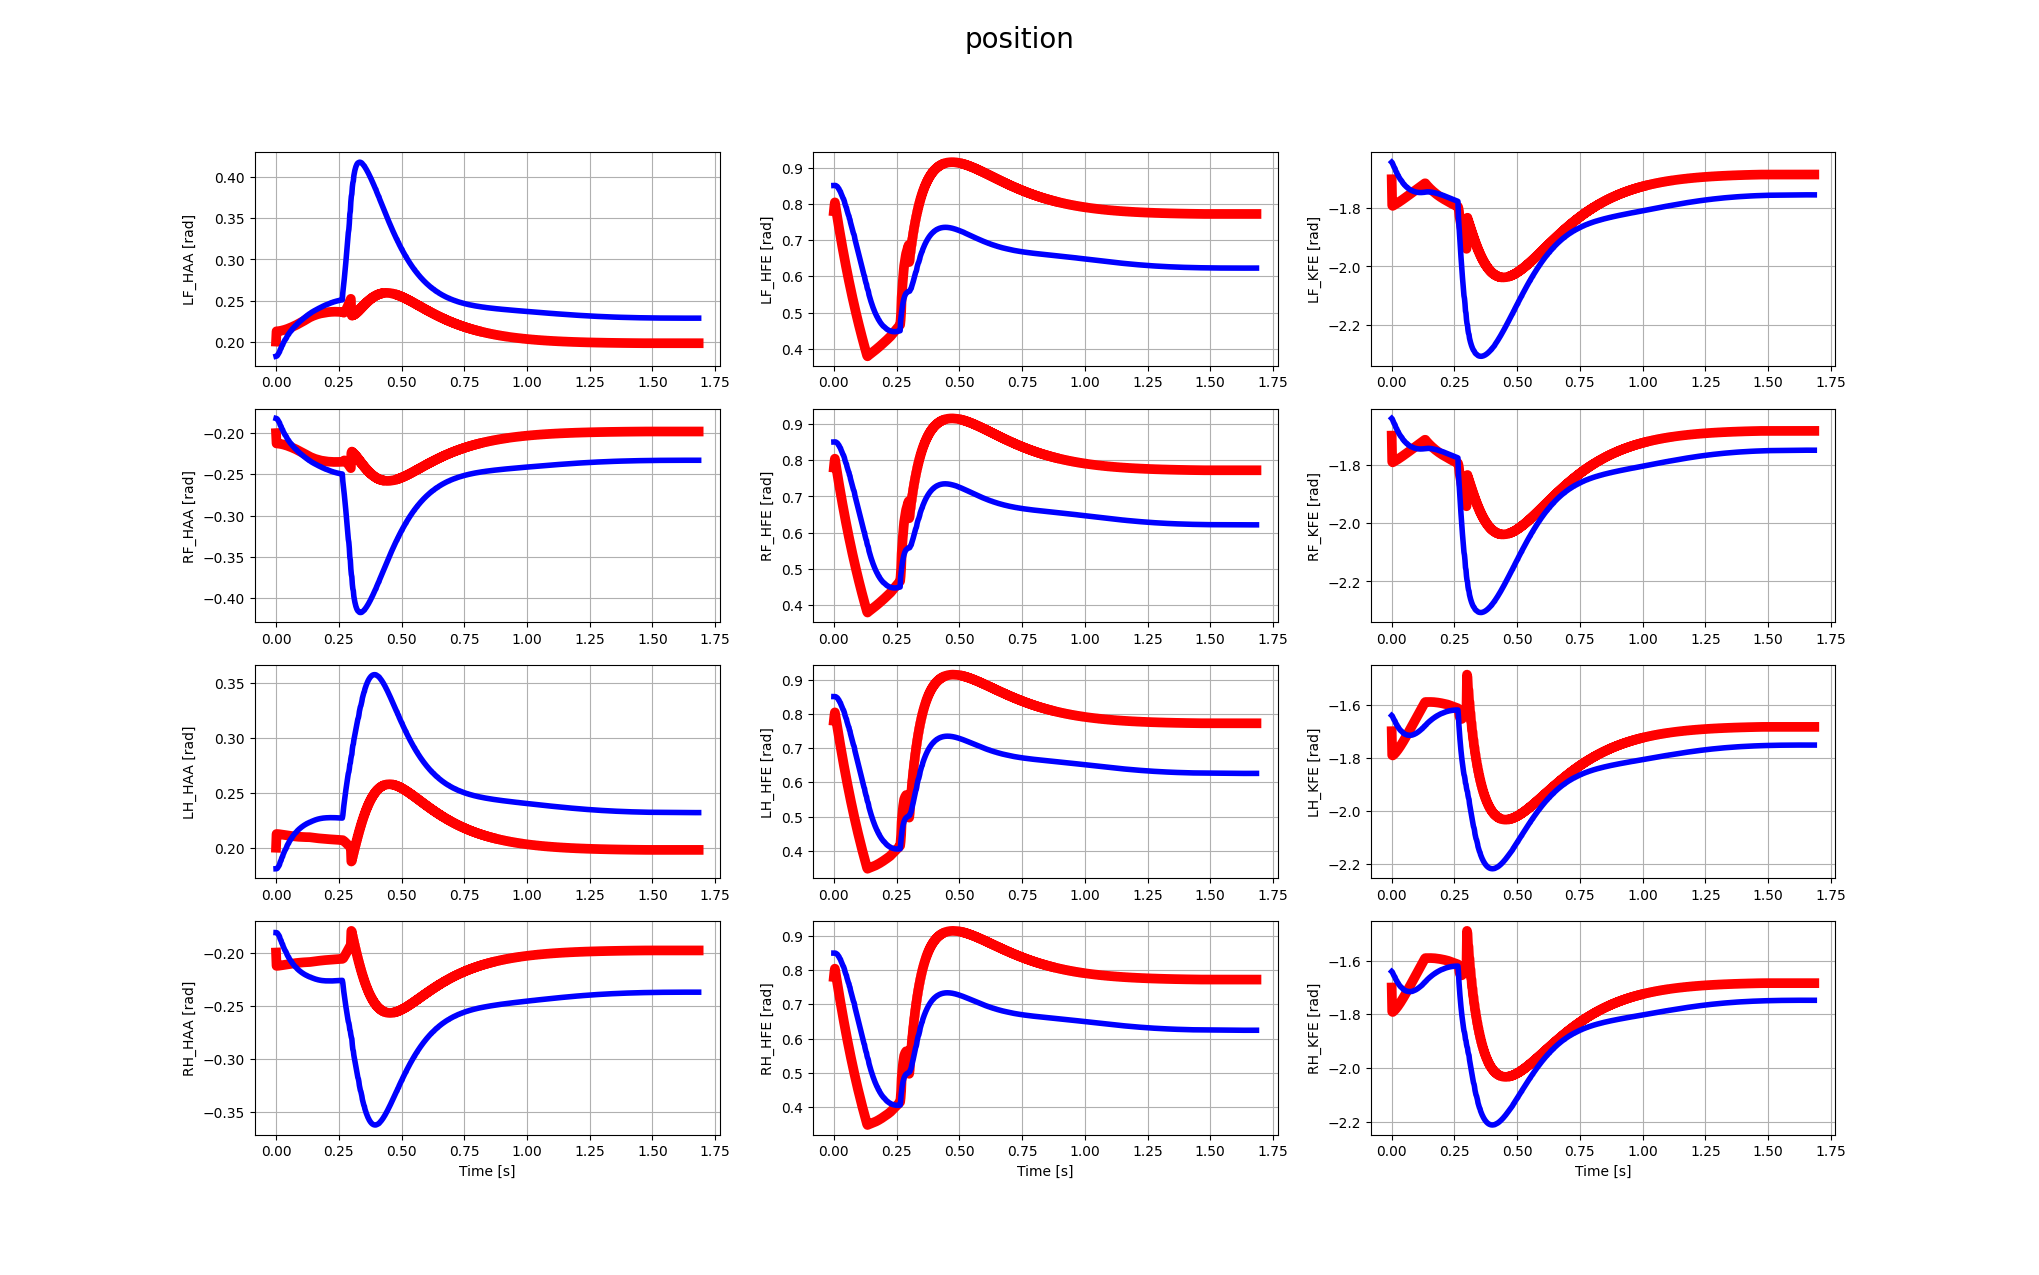 position
LF_HAA [rad]
0.40
0.35
0.30
0.25
0.20
0.00 0.25 0.50 0.75 1.00 1.25 1.50 1.75
LF_HFE [rad]
0.9
0.8
0.7
0.6
0.5
0.4
0.00 0.25 0.50 0.75 1.00 1.25 1.50 1.75
LF_KFE [rad]
−1.8
−2.0
−2.2
0.00 0.25 0.50 0.75 1.00 1.25 1.50 1.75
RF_HAA [rad]
−0.20
−0.25
−0.30
−0.35
−0.40
0.00 0.25 0.50 0.75 1.00 1.25 1.50 1.75
RF_HFE [rad]
0.9
0.8
0.7
0.6
0.5
0.4
0.00 0.25 0.50 0.75 1.00 1.25 1.50 1.75
RF_KFE [rad]
−1.8
−2.0
−2.2
0.00 0.25 0.50 0.75 1.00 1.25 1.50 1.75
LH_HAA [rad]
0.35
0.30
0.25
0.20
0.00 0.25 0.50 0.75 1.00 1.25 1.50 1.75
LH_HFE [rad]
0.9
0.8
0.7
0.6
0.5
0.4
0.00 0.25 0.50 0.75 1.00 1.25 1.50 1.75
LH_KFE [rad]
−1.6
−1.8
−2.0
−2.2
0.00 0.25 0.50 0.75 1.00 1.25 1.50 1.75
RH_HAA [rad]
−0.20
−0.25
−0.30
−0.35
0.00 0.25 0.50 0.75 1.00 1.25 1.50 1.75
Time [s]
RH_HFE [rad]
0.9
0.8
0.7
0.6
0.5
0.4
0.00 0.25 0.50 0.75 1.00 1.25 1.50 1.75
Time [s]
RH_KFE [rad]
−1.6
−1.8
−2.0
−2.2
0.00 0.25 0.50 0.75 1.00 1.25 1.50 1.75
Time [s]